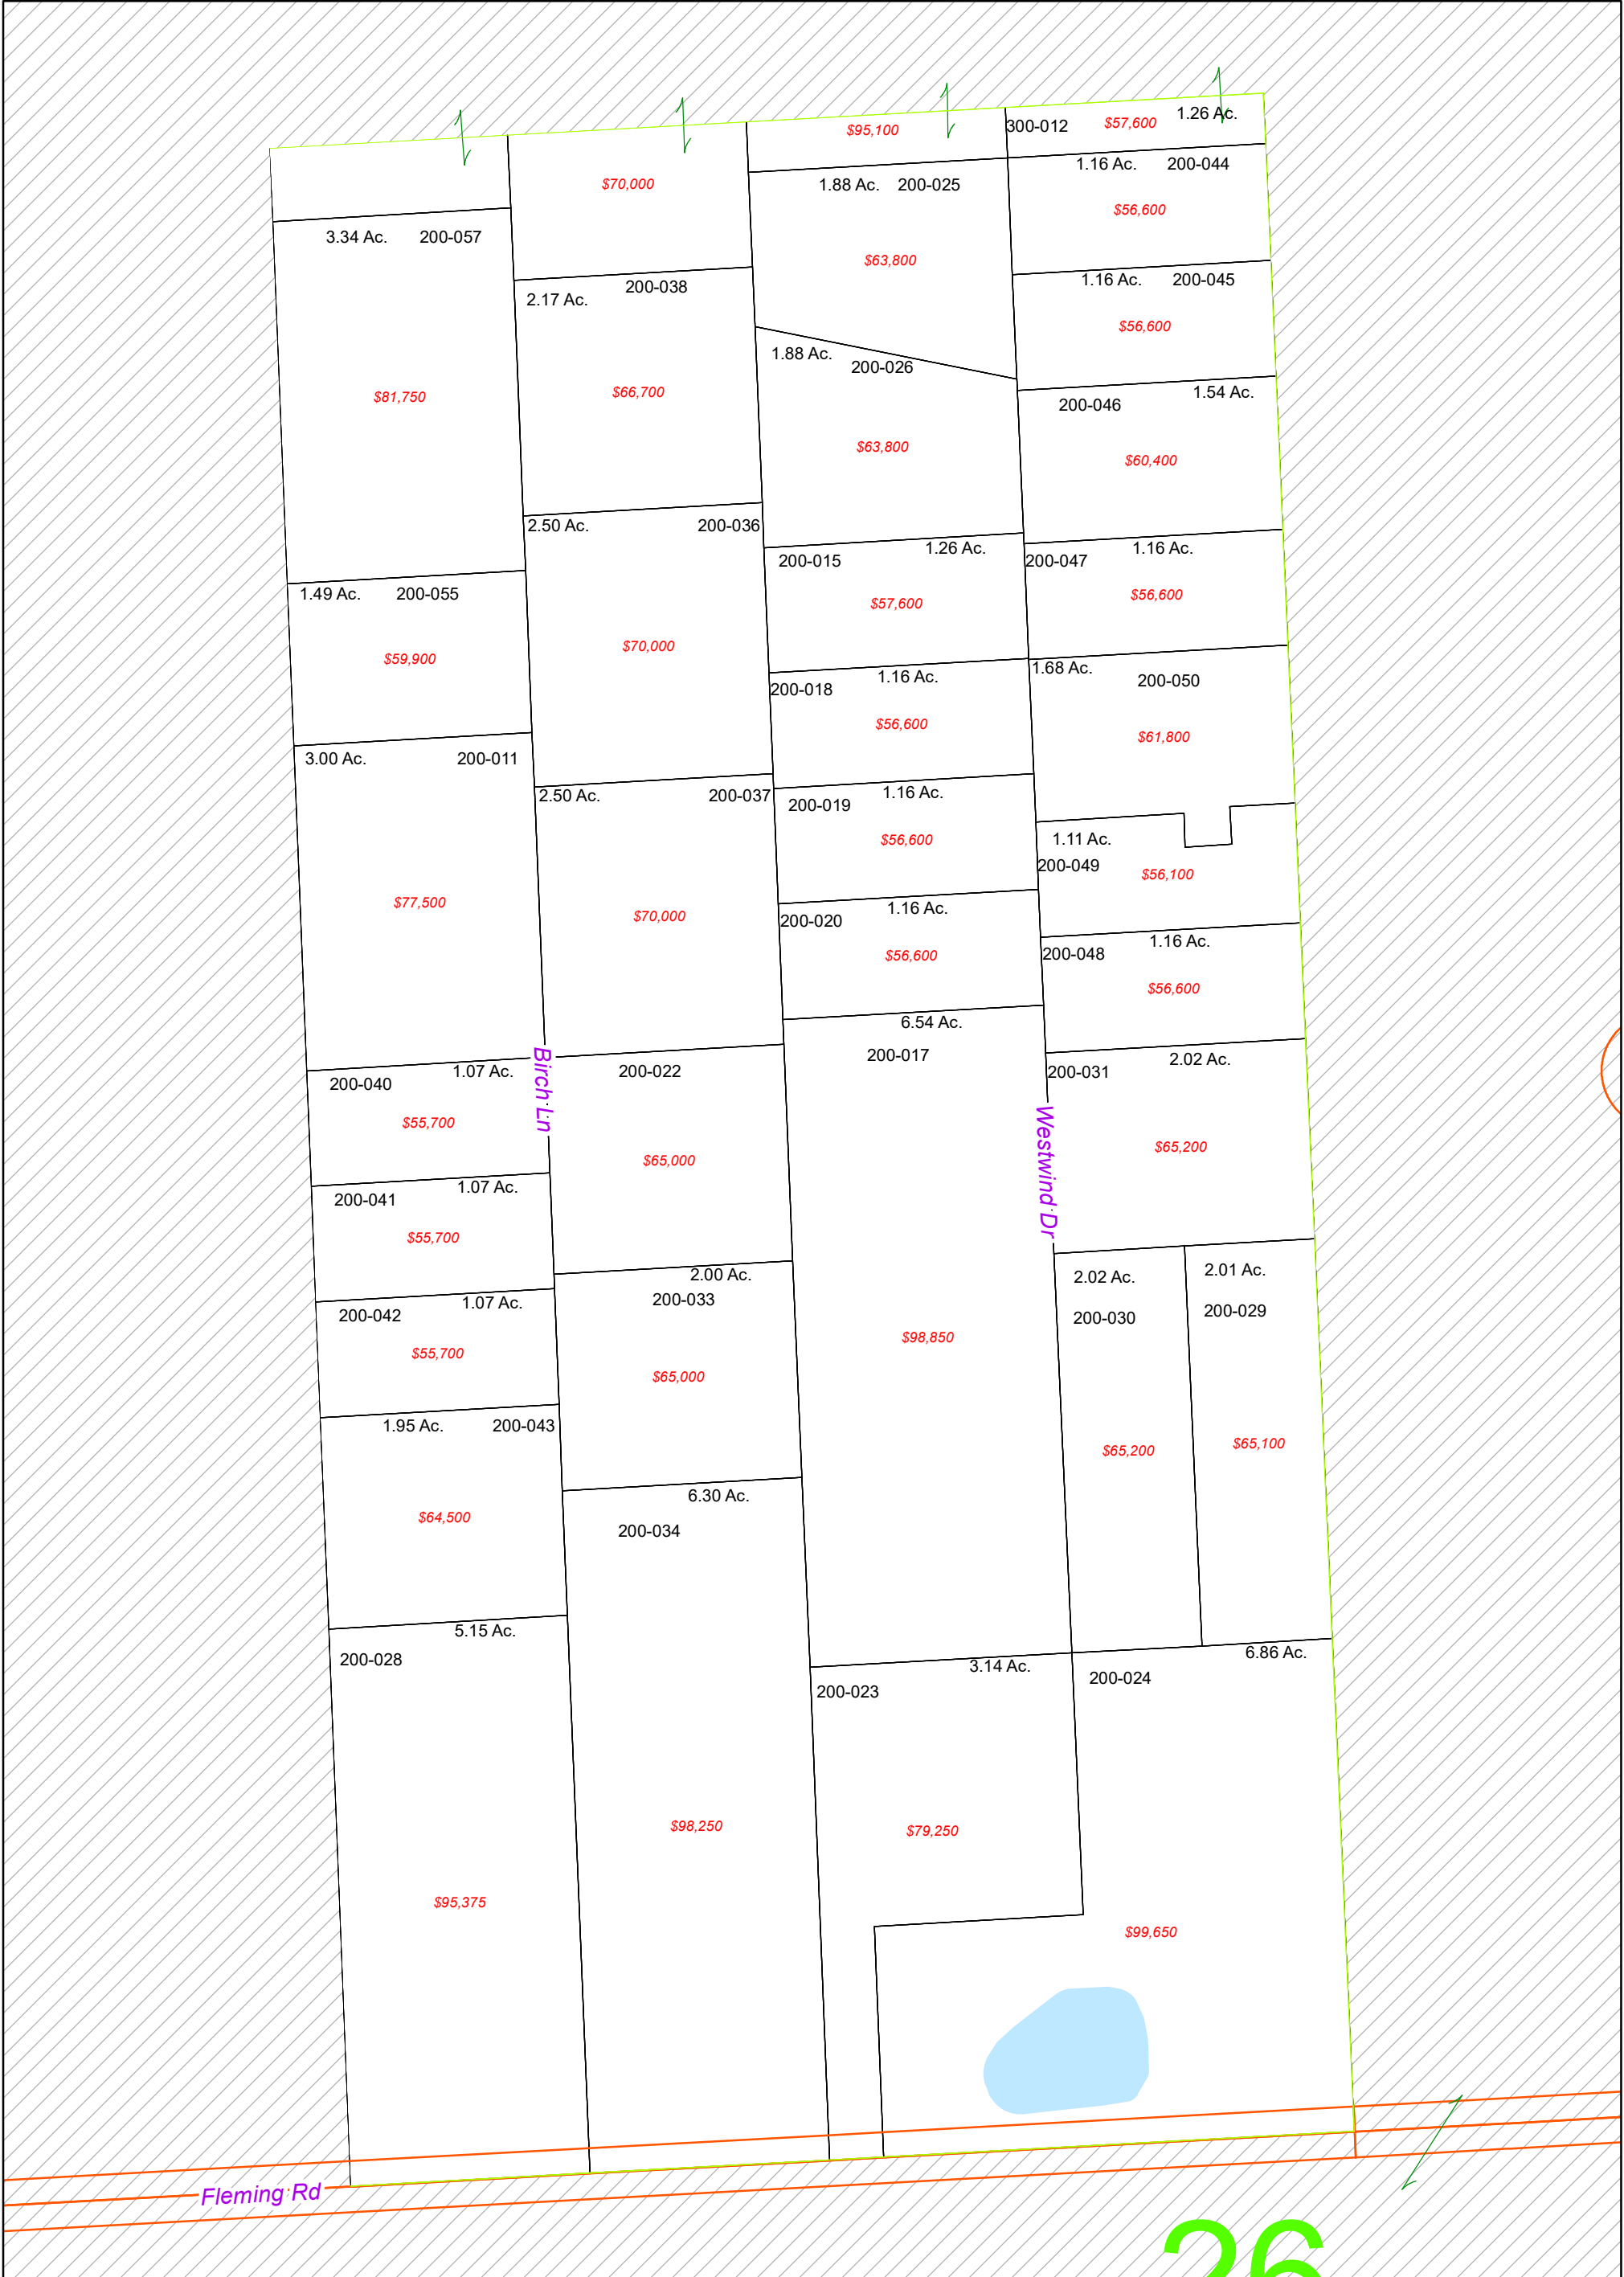 $95,100
300-012 $57,600 1.26 Ac.
$70,000
1.88 Ac. 200-025
1.16 Ac. 200-044
$56,600
3.34 Ac. 200-057
$63,800
2.17 Ac. 200-038
1.16 Ac. 200-045
$56,600
1.88 Ac. 200-026
$81,750
$66,700
200-046 1.54 Ac.
$63,800
$60,400
2.50 Ac. 200-036
200-015 1.26 Ac.
200-047 1.16 Ac.
1.49 Ac. 200-055
$57,600
$56,600
$59,900
$70,000
200-018 1.16 Ac.
1.68 Ac. 200-050
$56,600
$61,800
3.00 Ac. 200-011
2.50 Ac. 200-037
200-019 1.16 Ac.
$56,600
1.11 Ac.
200-049 $56,100
$77,500
$70,000
200-020 1.16 Ac.
$56,600
200-048 1.16 Ac.
$56,600
6.54 Ac.
200-017
200-031 2.02 Ac.
200-040 1.07 Ac.
Birch Ln
200-022
$55,700
$65,000
Westwind Dr
$65,200
200-041 1.07 Ac.
$55,700
2.00 Ac.
200-033
2.02 Ac.
200-030
2.01 Ac.
200-029
200-042 1.07 Ac.
$55,700
$65,000
$98,850
$65,200
$65,100
1.95 Ac. 200-043
$64,500
6.30 Ac.
200-034
5.15 Ac.
200-028
3.14 Ac.
200-023
6.86 Ac.
200-024
$98,250
$79,250
$95,375
$99,650
Fleming Rd
26